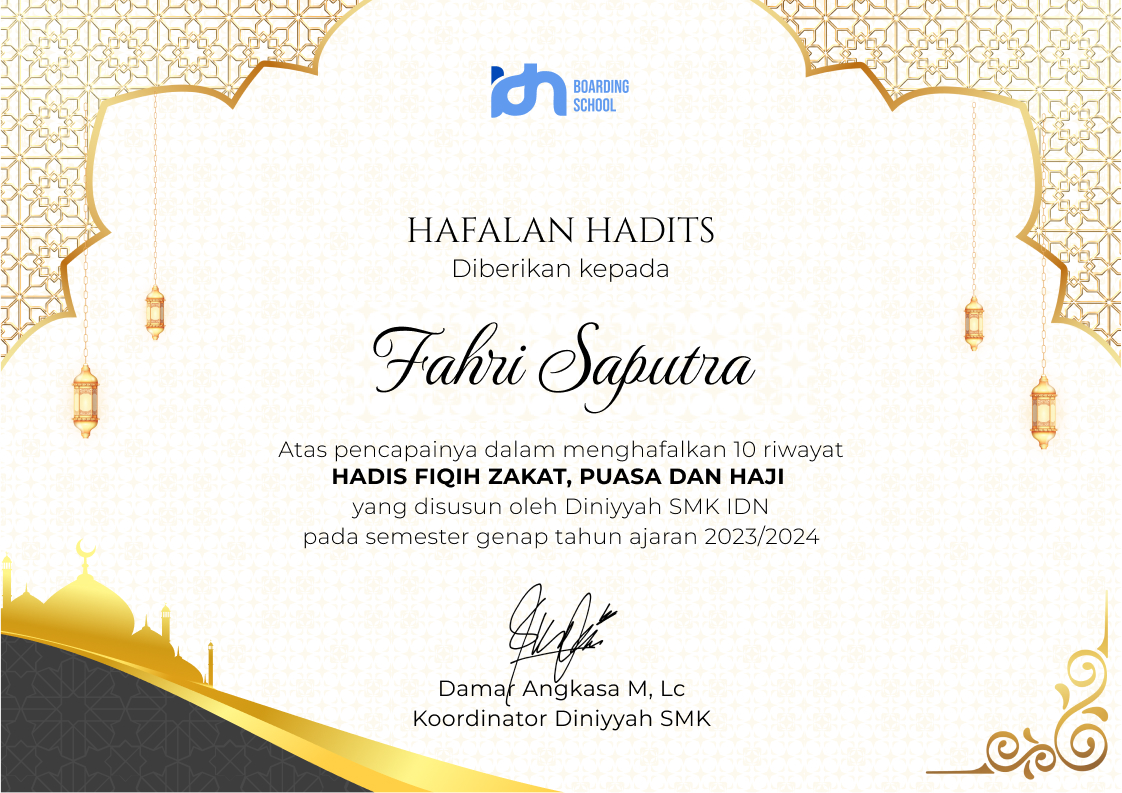 idn BOARDING
SCHOOL
HAFALAN HADITS
Diberikan kepada
Fahri Saputra
Atas pencapainya dalam menghafalkan 10 riwayat
HADIS FIQIH ZAKAT, PUASA DAN HAJI
yang disusun oleh Diniyyah SMK IDN
pada semester genap tahun ajaran 2023/2024
Damar Angkasa M, Lc
Koordinator Diniyyah SMK